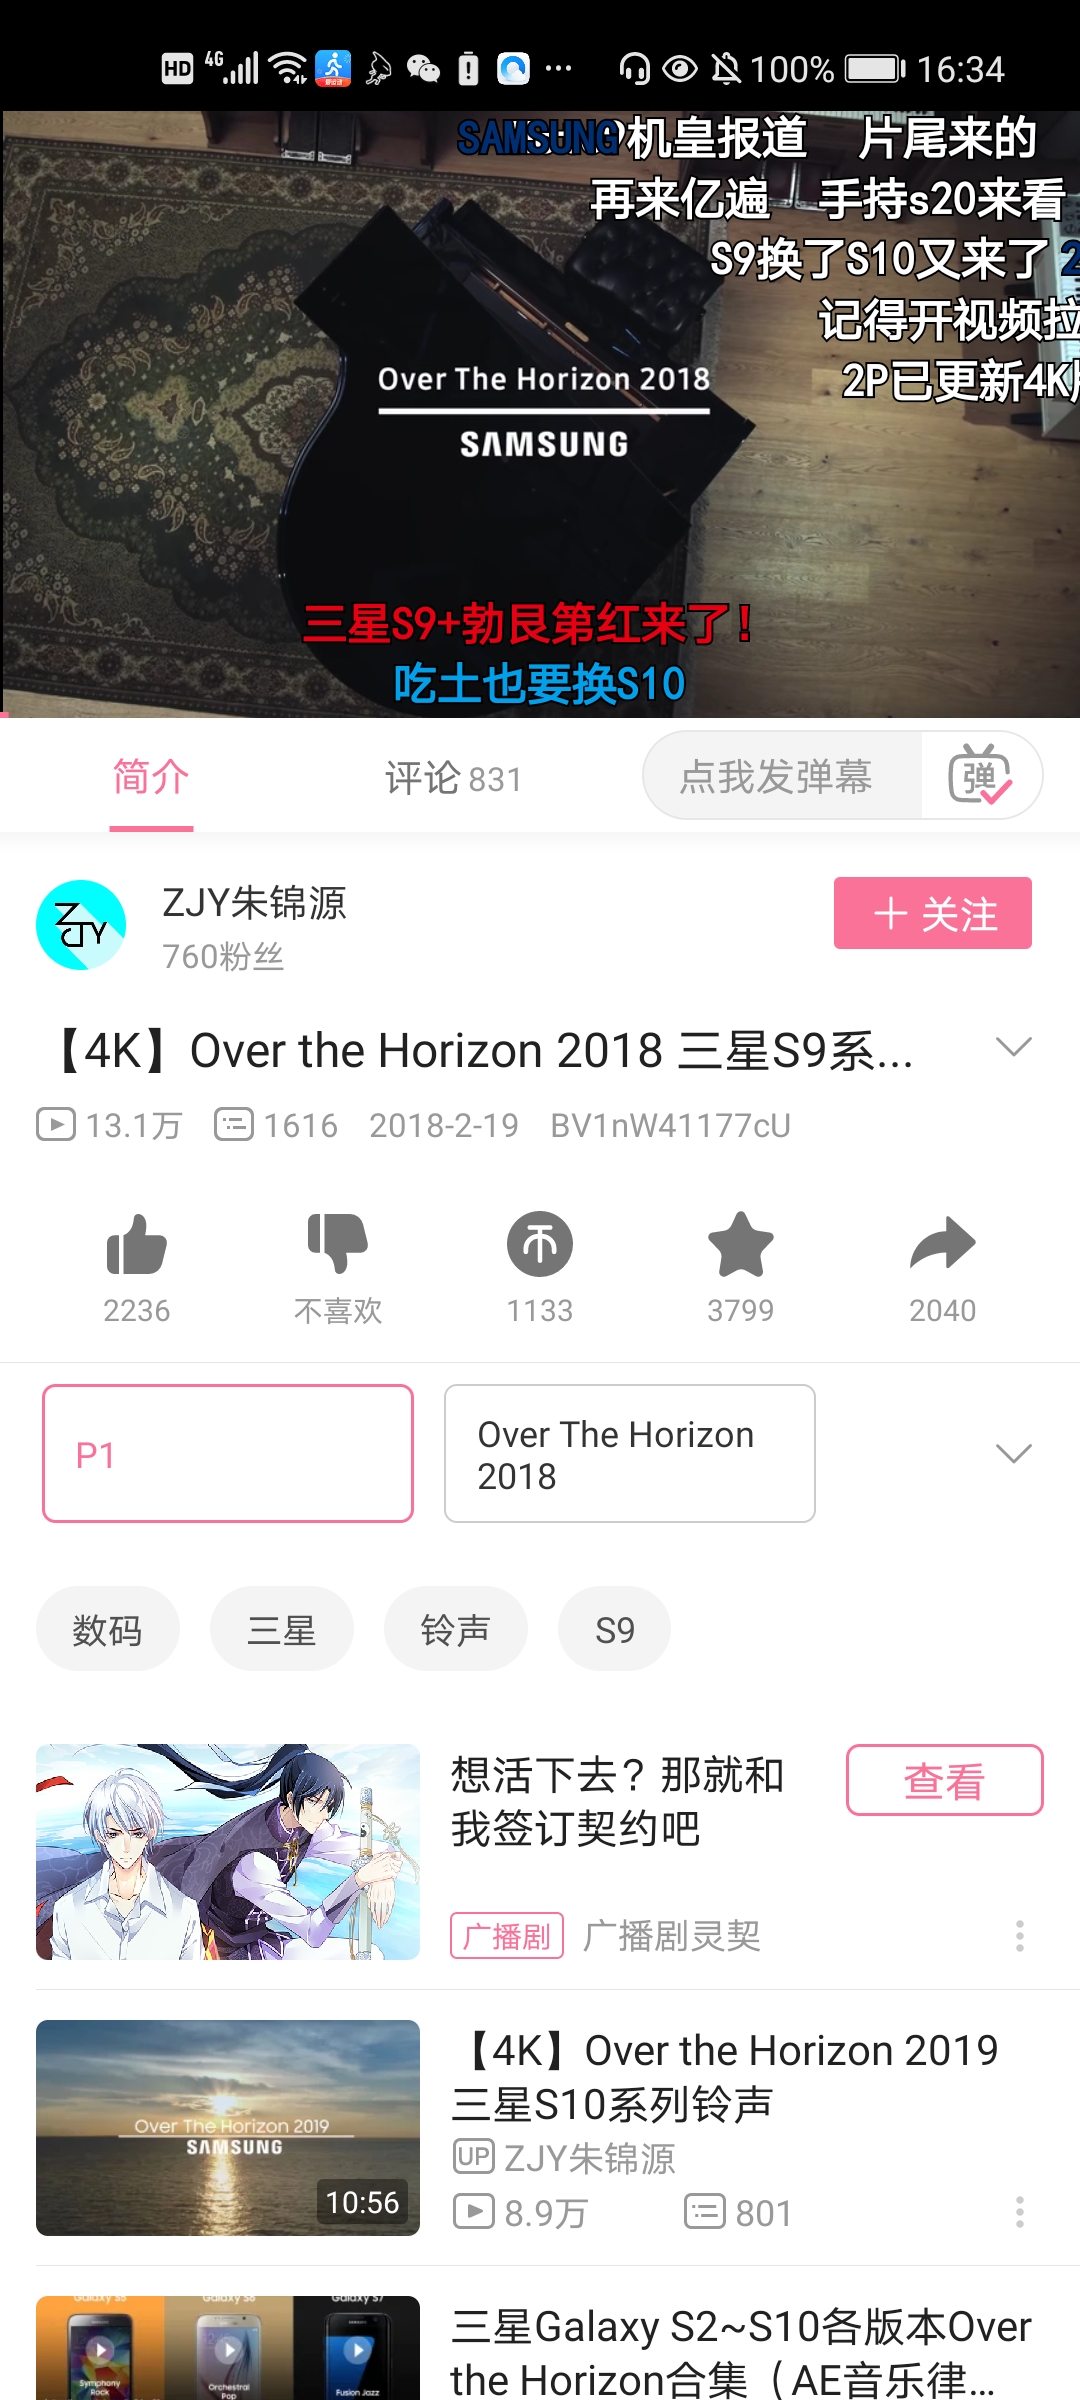 HD 4G 100% 16:34
SAMSUNG 机皇报道 片尾来的
再来亿遍 手持s20来看
S9换了S10又来了 2
记得开视频拉
2P已更新4K
Over The Horizon 2018
SAMSUNG
三星S9+勃艮第红来了!
吃土也要换S10
简介 评论 831 点我发弹幕 弹
ZJY
ZJY朱锦源
760粉丝
+ 关注
【4K】Over the Horizon 2018 三星S9系...
13.1万 1616 2018-2-19 BV1nW41177cU
2236 不喜欢 1133 3799 2040
P1
Over The Horizon
2018
数码 三星 铃声 S9
想活下去？那就和
我签订契约吧
查看
广播剧 广播剧灵契
Over The Horizon 2019
SAMSUNG
10:56
【4K】Over the Horizon 2019
三星S10系列铃声
UP ZJY朱锦源
8.9万 801
Galaxy S5 Galaxy S6 Galaxy S7
Symphony
Rock
Orchestral
Pop
Fusion Jazz
三星Galaxy S2~S10各版本Over
the Horizon合集（AE音乐律...